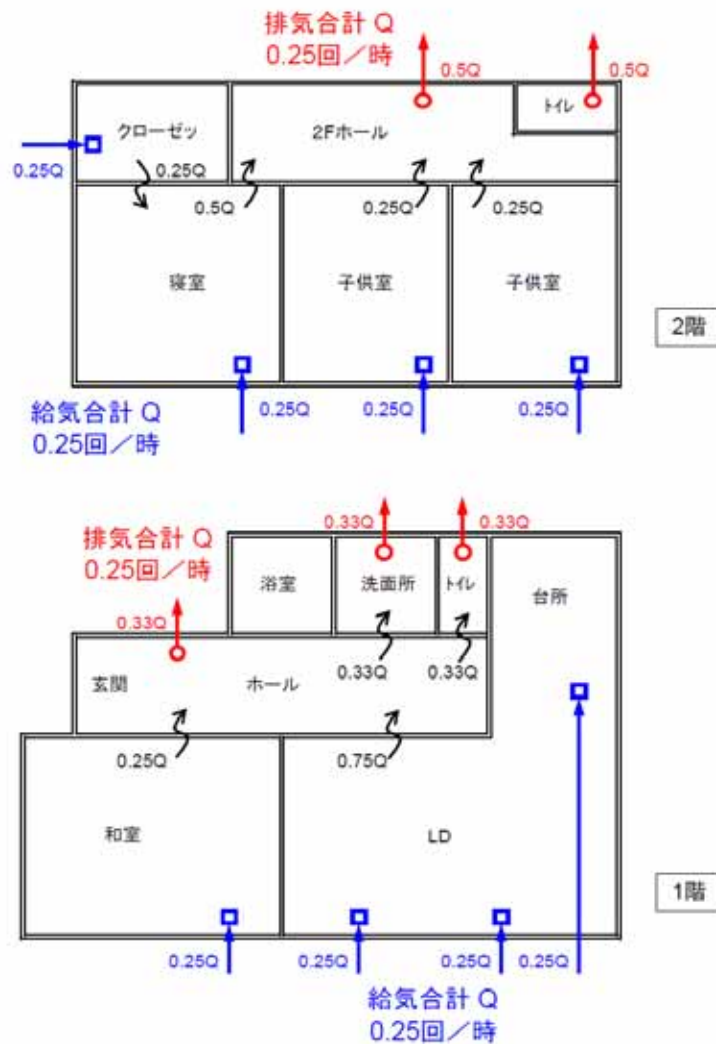 排気合計 Q
0.25回／時
0.5Q
0.5Q
クローゼッ
2Fホール
トイレ
0.25Q
0.25Q
0.5Q
0.25Q
0.25Q
寝室
子供室
子供室
2階
給気合計 Q
0.25回／時
0.25Q
0.25Q
0.25Q
排気合計 Q
0.25回／時
0.33Q
0.33Q
浴室
洗面所
トイレ
台所
0.33Q
玄関
ホール
0.33Q
0.33Q
0.25Q
0.75Q
和室
LD
1階
0.25Q
0.25Q
0.25Q
0.25Q
給気合計 Q
0.25回／時